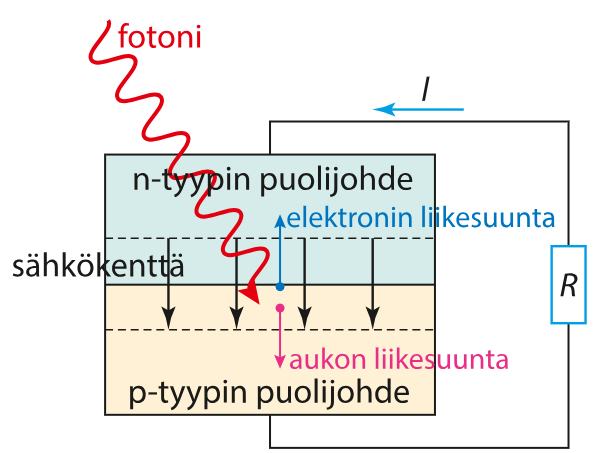 fotoni
I
n-tyypin puolijohde
elektronin liikesuunta
sähkökenttä
R
aukon liikesuunta
p-tyypin puolijohde